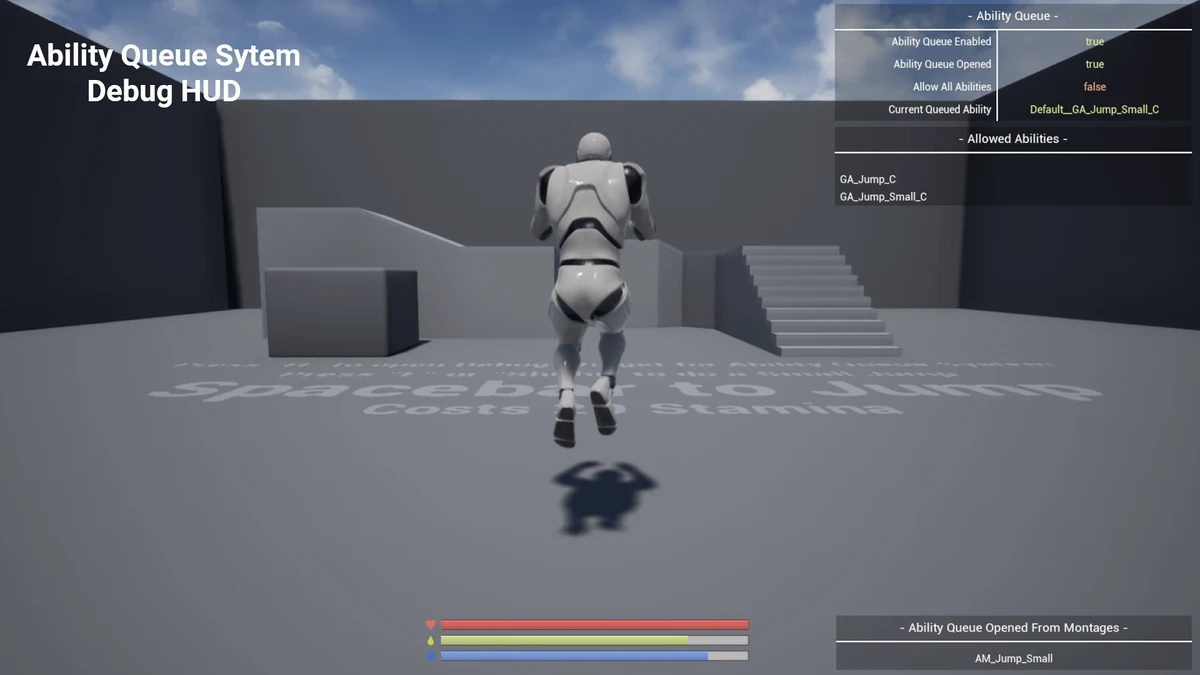 Ability Queue Sytem
Debug HUD
- Ability Queue -
Ability Queue Enabled true
Ability Queue Opened true
Allow All Abilities false
Current Queued Ability Default__GA_Jump_Small_C
- Allowed Abilities -
GA_Jump_C
GA_Jump_Small_C
Spacebar to Jump
Costs Stamina
- Ability Queue Opened From Montages -
AM_Jump_Small